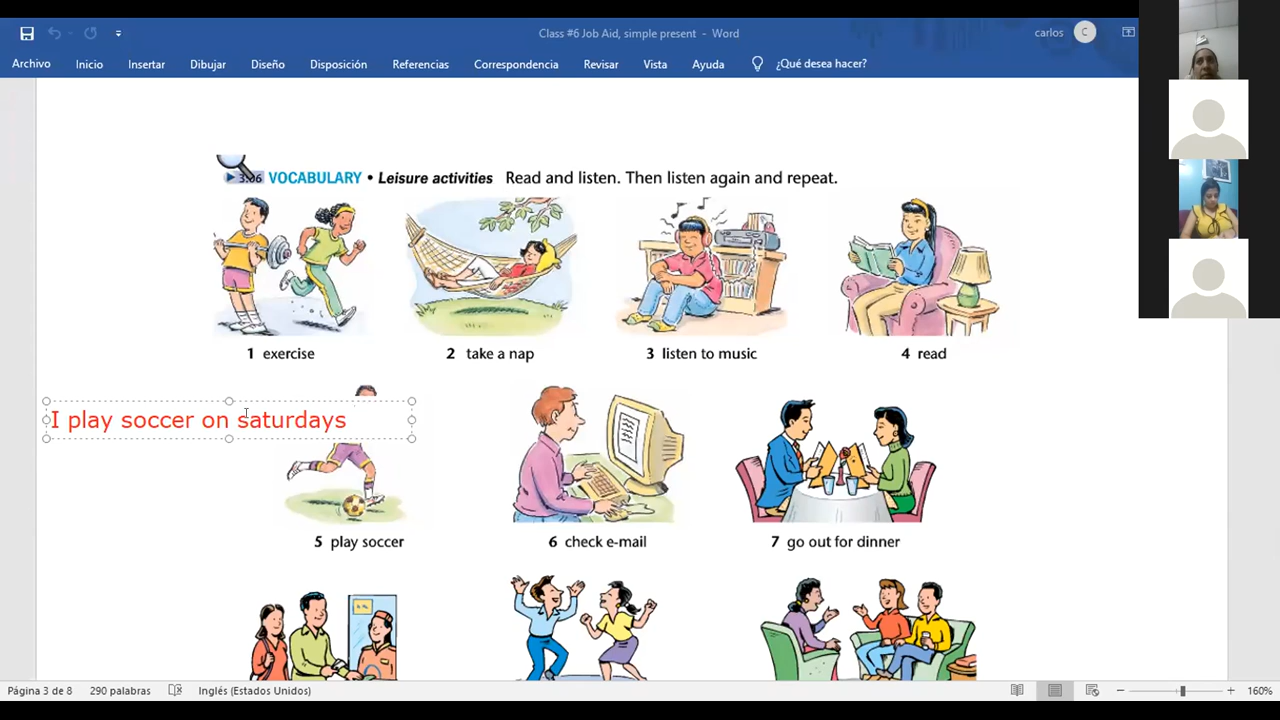 Class #6 Job Aid, simple present - Word
carlos
C
Archivo Inicio Insertar Dibujar Diseño Disposición Referencias Correspondencia Revisar Vista Ayuda ¿Qué desea hacer?
3:06 VOCABULARY • Leisure activities Read and listen. Then listen again and repeat.
1 exercise
2 take a nap
3 listen to music
4 read
I play soccer on saturdays
5 play soccer
6 check e-mail
7 go out for dinner
Página 3 de 8 290 palabras Inglés (Estados Unidos) 160%